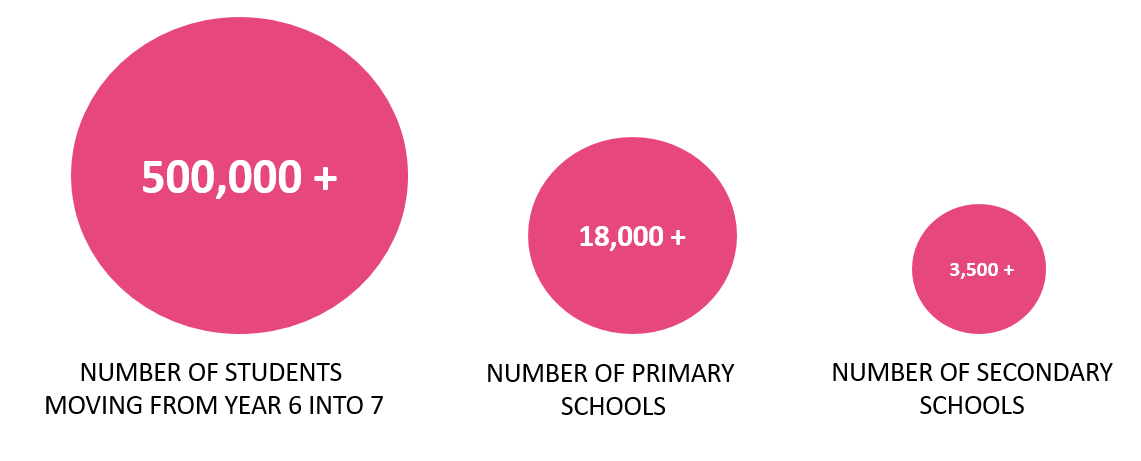 500,000 +
18,000 +
3,500 +
NUMBER OF STUDENTS
MOVING FROM YEAR 6 INTO 7
NUMBER OF PRIMARY
SCHOOLS
NUMBER OF SECONDARY
SCHOOLS